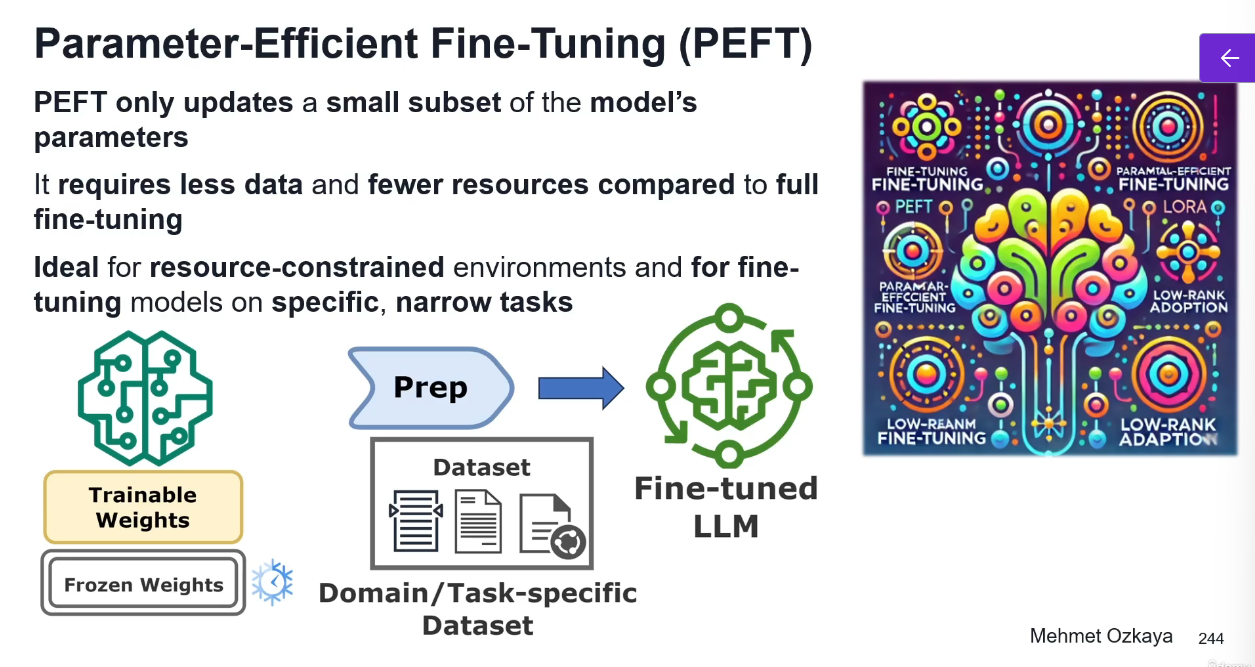 Parameter-Efficient Fine-Tuning (PEFT)
PEFT only updates a small subset of the model's
parameters
It requires less data and fewer resources compared to full
fine-tuning
Ideal for resource-constrained environments and for fine-
tuning models on specific, narrow tasks
Trainable
Weights
Frozen Weights
Prep
Dataset
Domain/Task-specific
Dataset
Fine-tuned
LLM
FINE-TUNING
FINE-TUNING
PEFT
PARAMTAL-EFFICIENT
FINE-TUNING
LORA
PARAMAR-
EFFCCIENT
FINE-TUNING
LOW-RANK
ADOPTION
LOW-REANM
FINE-TUNING
LOW-RANK
ADAPTION
Mehmet Ozkaya 244